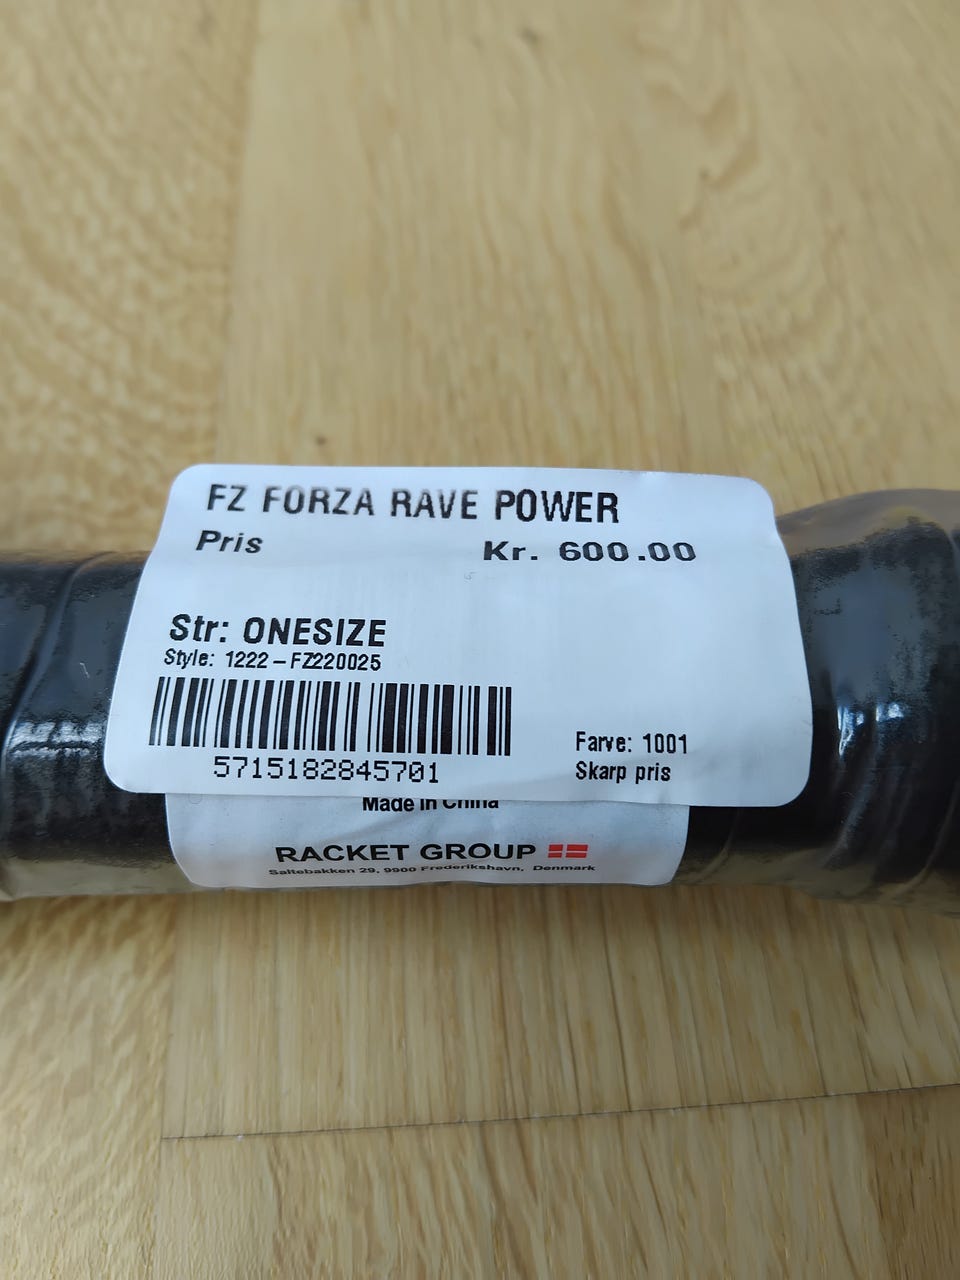 FZ FORZA RAVE POWER
Pris Kr. 600.00
Str: ONESIZE
Style: 1222-FZ220025
5715182845701
Farve: 1001
Skarp pris
Made in China
RACKET GROUP
Saltebakken 29, 9900 Frederikshavn, Denmark